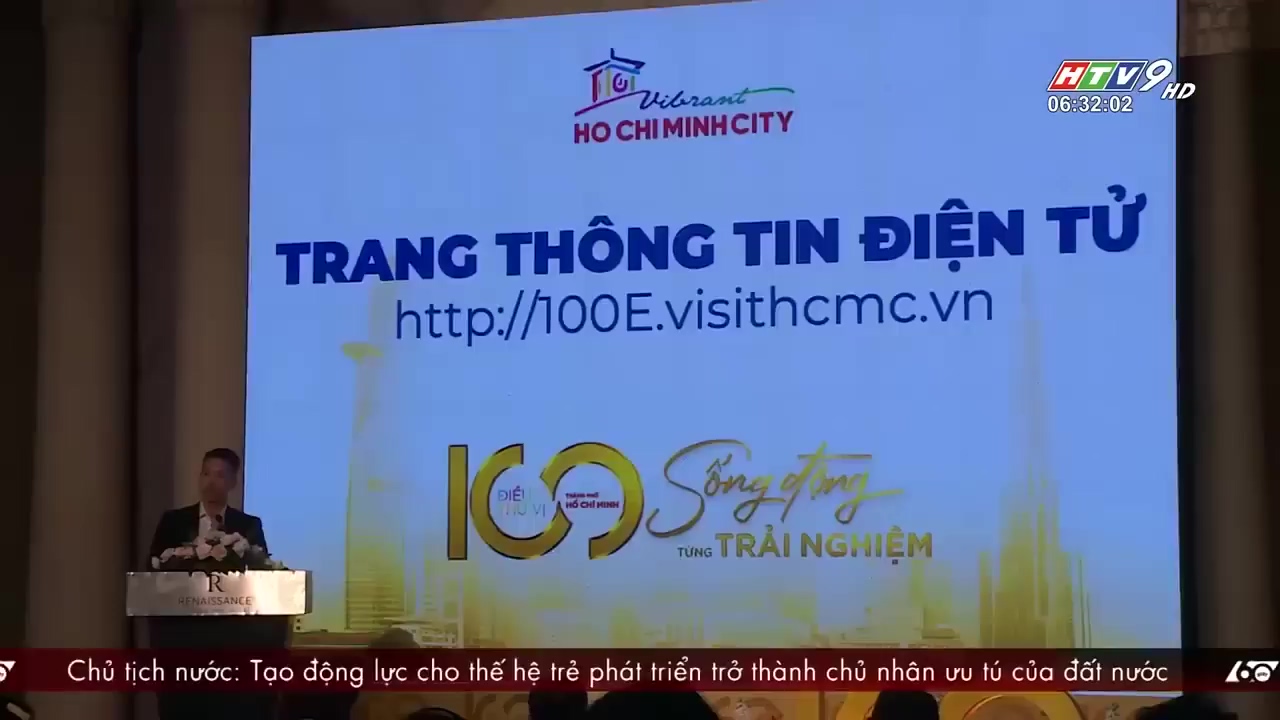 HTV9 HD
06:32:02
Vibrant
HO CHI MINH CITY
TRANG THÔNG TIN ĐIỆN TỬ
http://100E.visithcmc.vn
100
ĐIỀU THÚ VỊ
THÀNH PHỐ
HỒ CHÍ MINH
Sống động
TỪNG TRẢI NGHIỆM
R
RENAISSANCE
Chủ tịch nước: Tạo động lực cho thế hệ trẻ phát triển trở thành chủ nhân ưu tú của đất nước
60